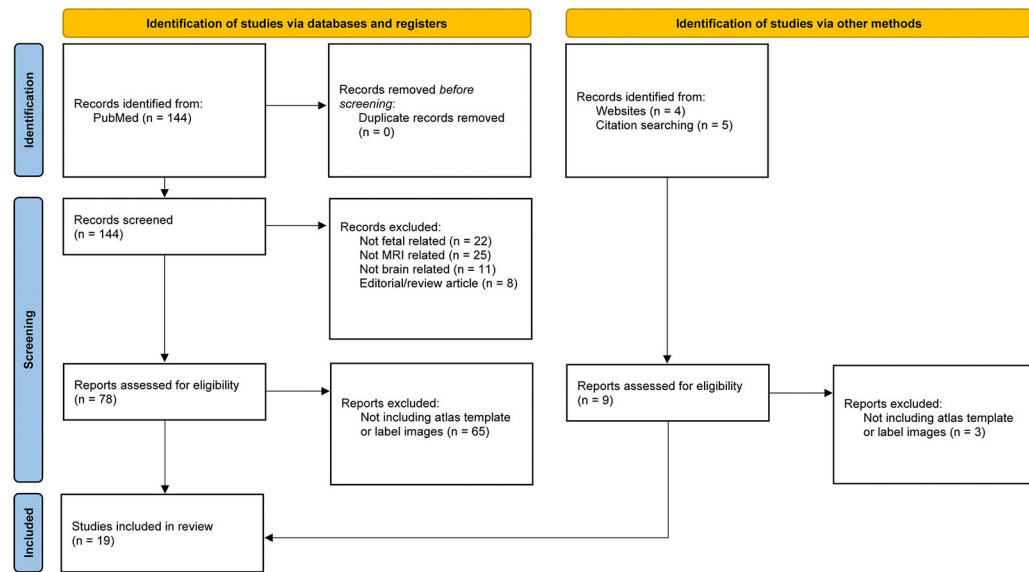 Identification of studies via databases and registers
Identification of studies via other methods
Identification
Records identified from:
PubMed (n = 144)
Records removed before
screening:
Duplicate records removed
(n = 0)
Records identified from:
Websites (n = 4)
Citation searching (n = 5)
Screening
Records screened
(n = 144)
Records excluded:
Not fetal related (n = 22)
Not MRI related (n = 25)
Not brain related (n = 11)
Editorial/review article (n = 8)
Reports assessed for eligibility
(n = 78)
Reports excluded:
Not including atlas template
or label images (n = 65)
Reports assessed for eligibility
(n = 9)
Reports excluded:
Not including atlas template
or label images (n = 3)
Included
Studies included in review
(n = 19)